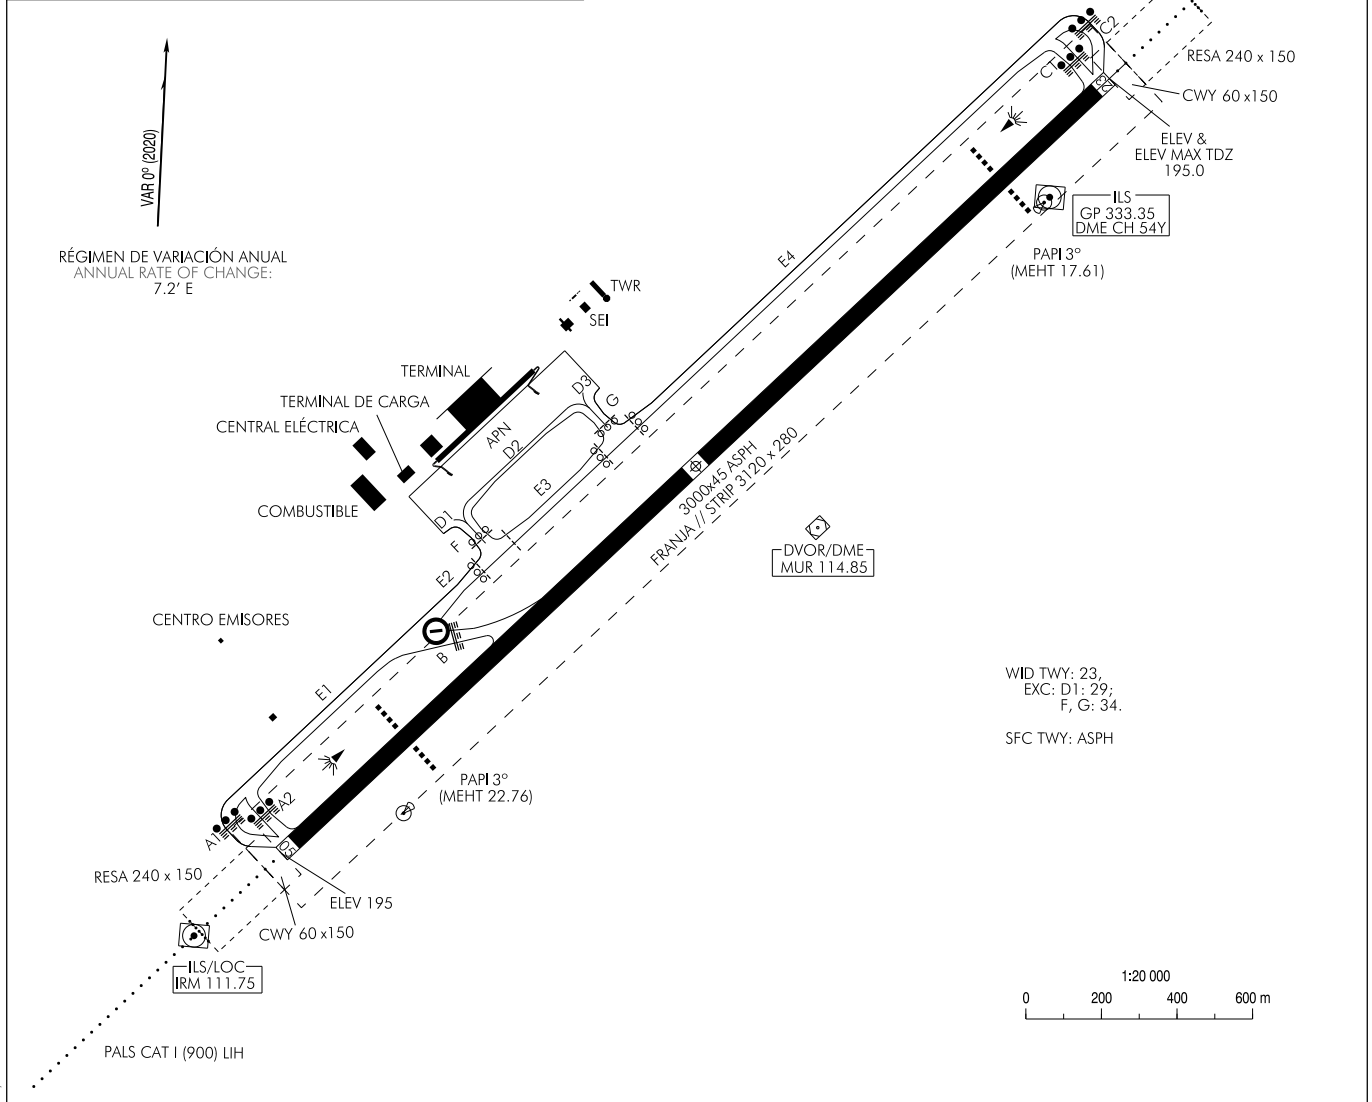 C2
RESA 240 x 150
C1
23
CWY 60 x150
ELEV &
ELEV MAX TDZ
195.0
VAR 0º (2020)
ILS
GP 333.35
DME CH 54Y
RÉGIMEN DE VARIACIÓN ANUAL
ANNUAL RATE OF CHANGE:
7.2’ E
PAPI 3º
(MEHT 17.61)
E4
TWR
SEI
TERMINAL
TERMINAL DE CARGA
CENTRAL ELÉCTRICA
COMBUSTIBLE
D3
G
APN
D2
E3
D1
F
E2
3000x45 ASPH
FRANJA // STRIP 3120 x 280
DVOR/DME
MUR 114.85
CENTRO EMISORES
B
E1
WID TWY: 23,
EXC: D1: 29;
F, G: 34.
SFC TWY: ASPH
PAPI 3º
(MEHT 22.76)
A2
A1
05
RESA 240 x 150
ELEV 195
CWY 60 x150
ILS/LOC
IRM 111.75
PALS CAT I (900) LIH
1:20 000
0 200 400 600 m